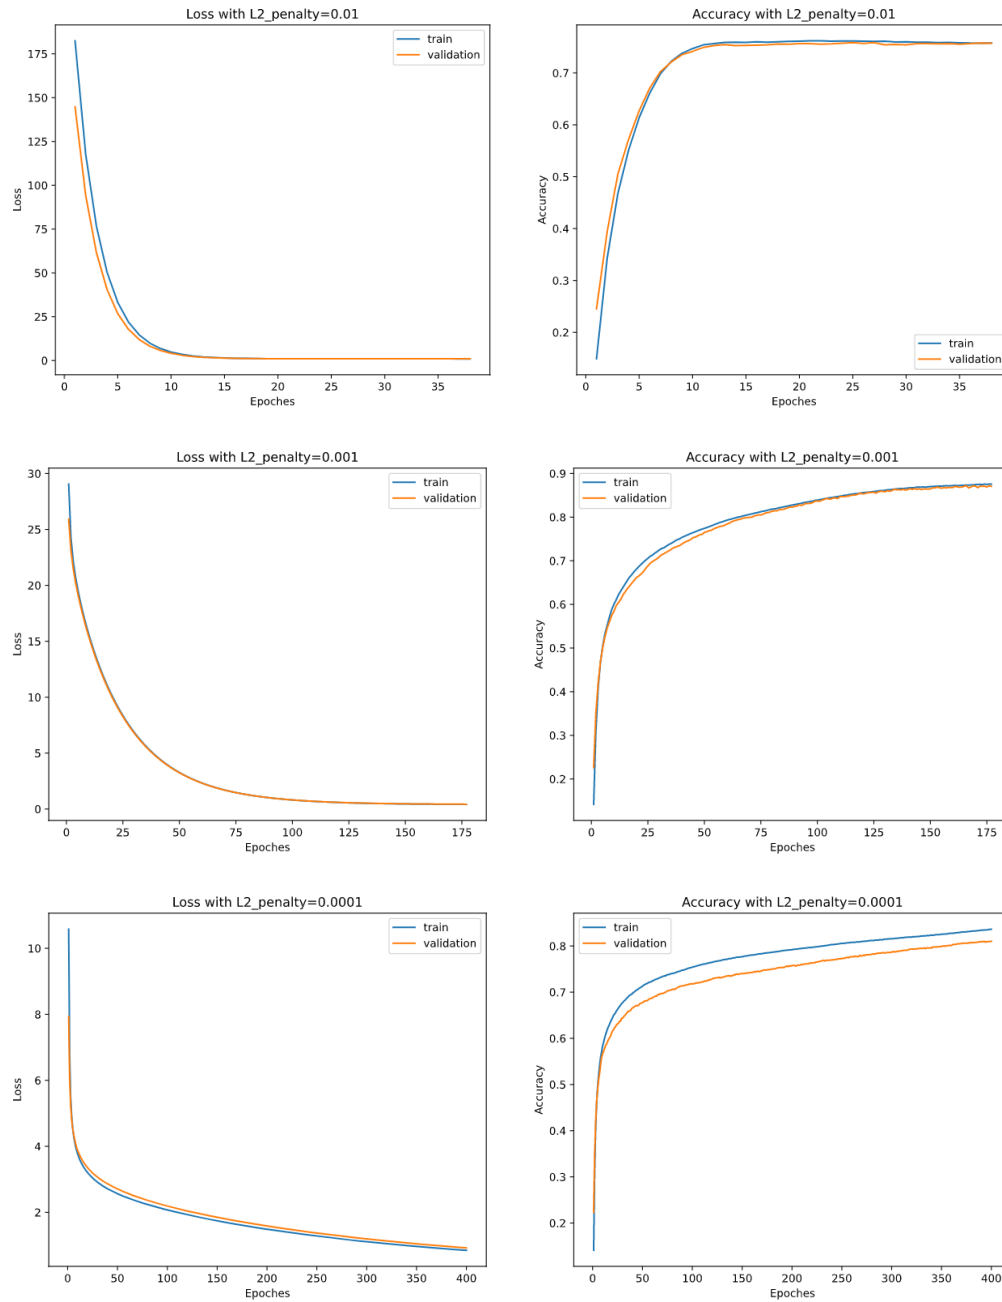 Loss with L2_penalty=0.01
train
validation
Loss
175
150
125
100
75
50
25
0
0 5 10 15 20 25 30 35
Epoches
Accuracy with L2_penalty=0.01
train
validation
Accuracy
0.7
0.6
0.5
0.4
0.3
0.2
0 5 10 15 20 25 30 35
Epoches
Loss with L2_penalty=0.001
train
validation
Loss
30
25
20
15
10
5
0
0 25 50 75 100 125 150 175
Epoches
Accuracy with L2_penalty=0.001
train
validation
Accuracy
0.9
0.8
0.7
0.6
0.5
0.4
0.3
0.2
0 25 50 75 100 125 150 175
Epoches
Loss with L2_penalty=0.0001
train
validation
Loss
10
8
6
4
2
0 50 100 150 200 250 300 350 400
Epoches
Accuracy with L2_penalty=0.0001
train
validation
Accuracy
0.8
0.7
0.6
0.5
0.4
0.3
0.2
0 50 100 150 200 250 300 350 400
Epoches